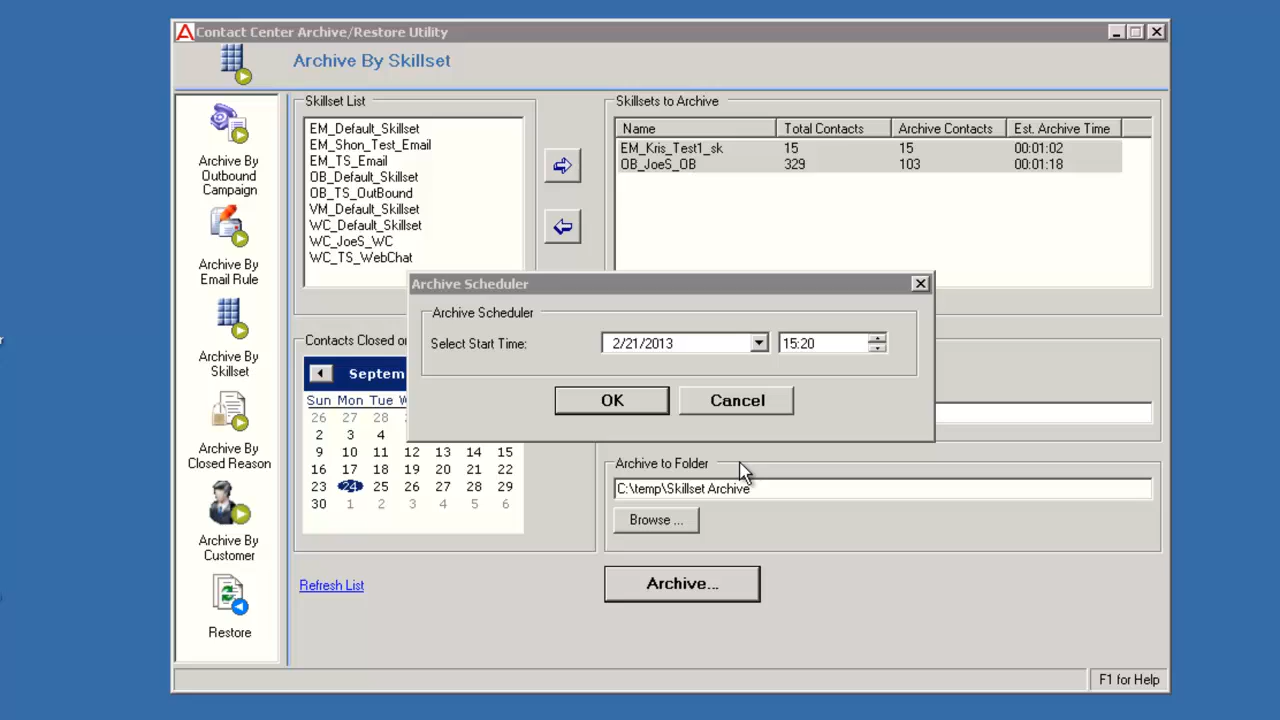 Contact Center Archive/Restore Utility
Archive By Skillset
Archive By
Outbound
Campaign
Archive By
Email Rule
Archive By
Skillset
Archive By
Closed Reason
Archive By
Customer
Restore
Skillset List
EM_Default_Skillset
EM_Shon_Test_Email
EM_TS_Email
OB_Default_Skillset
OB_TS_OutBound
VM_Default_Skillset
WC_Default_Skillset
WC_JoeS_WC
WC_TS_WebChat
Skillsets to Archive
Name Total Contacts Archive Contacts Est. Archive Time
EM_Kris_Test1_sk 15 15 00:01:02
OB_JoeS_OB 329 103 00:01:18
Archive Scheduler
Archive Scheduler
Select Start Time: 2/21/2013 15:20
OK Cancel
Contacts Closed
Septem
Sun Mon Tue
26 27 28
2 3 4
9 10 11 12 13 14 15
16 17 18 19 20 21 22
23 24 25 26 27 28 29
30 1 2 3 4 5 6
Archive to Folder
C:\temp\Skillset Archive
Browse ...
Refresh List
Archive...
F1 for Help